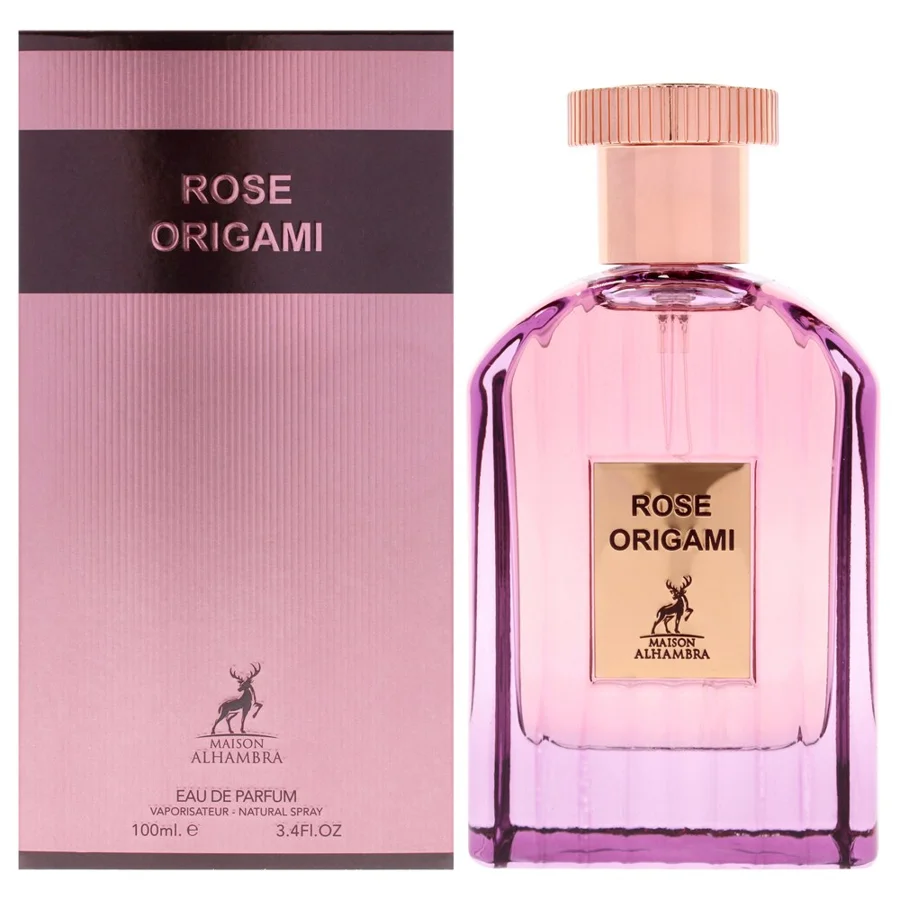 ROSE
ORIGAMI
MAISON
ALHAMBRA
EAU DE PARFUM
VAPORISATEUR - NATURAL SPRAY
100ml. e 3.4Fl.OZ
ROSE
ORIGAMI
MAISON
ALHAMBRA